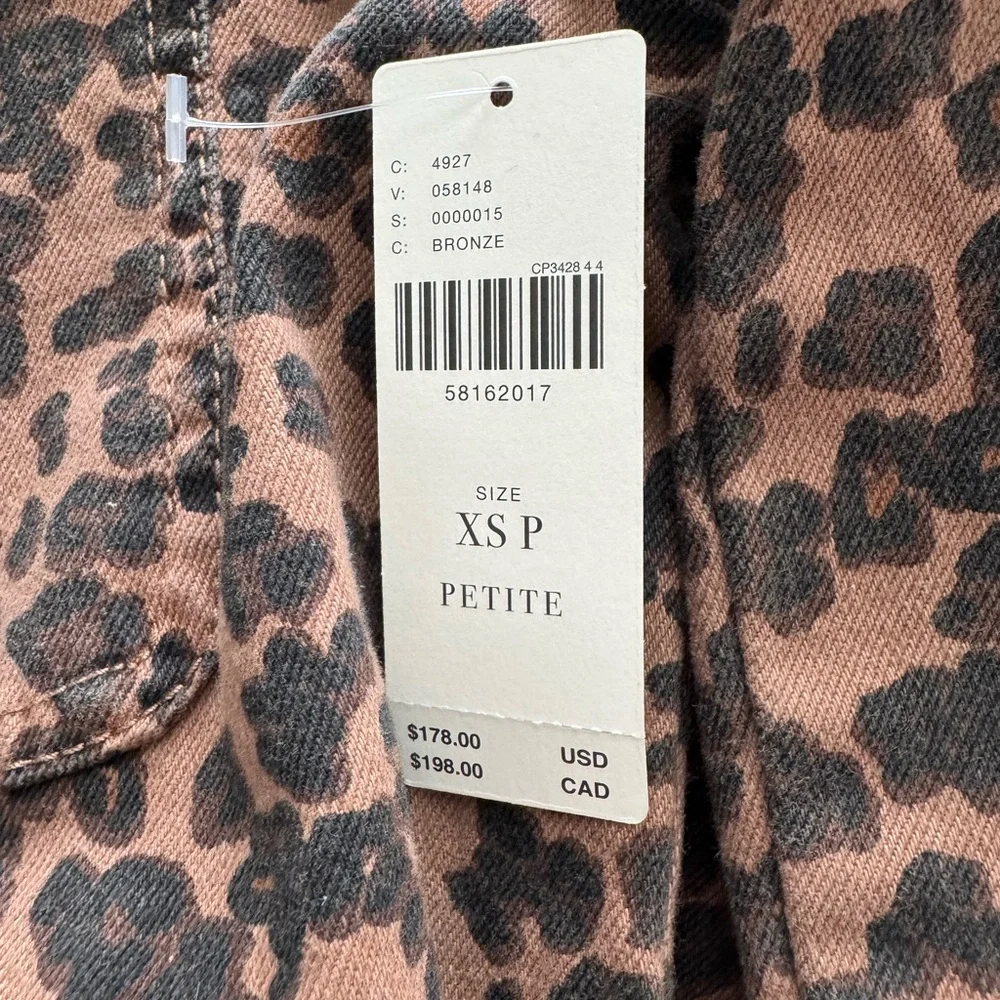 C: 4927
V: 058148
S: 0000015
C: BRONZE
CP3428 4 4
58162017
SIZE
XS P
PETITE
$178.00 USD
$198.00 CAD